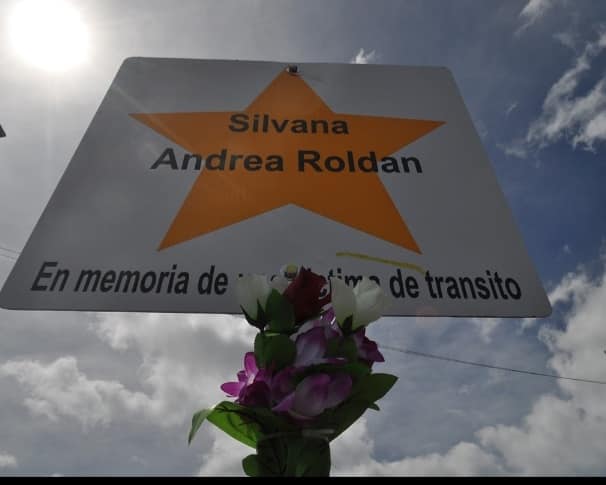 Silvana
Andrea Roldan
En memoria de de transito